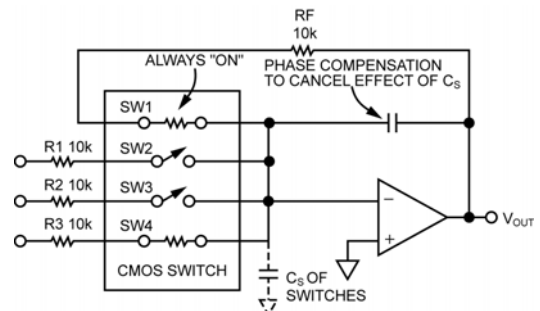 RF
10k
ALWAYS "ON"
PHASE COMPENSATION
TO CANCEL EFFECT OF CS
SW1
R1 10k
SW2
R2 10k
SW3
R3 10k
SW4
CMOS SWITCH
CS OF
SWITCHES
−
+
VOUT